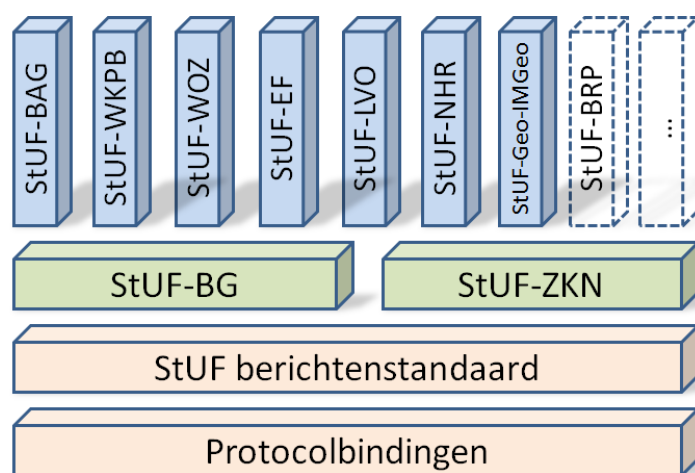 StUF-BAG
StUF-WKPB
StUF-WOZ
StUF-EF
StUF-LVO
StUF-NHR
StUF-Geo-IMGeo
StUF-BRP
...
StUF-BG
StUF-ZKN
StUF berichtenstandaard
Protocolbindingen